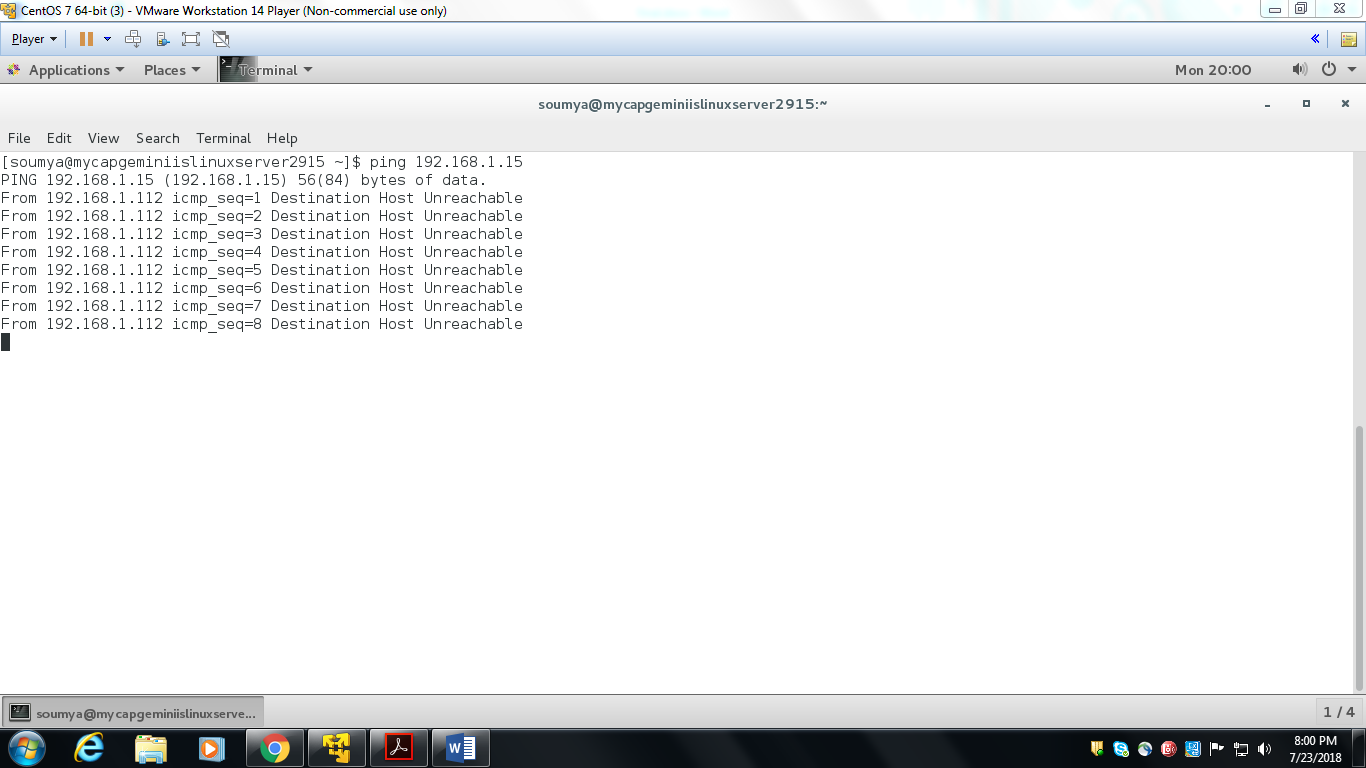 CentOS 7 64-bit (3) - VMware Workstation 14 Player (Non-commercial use only)
Player
Applications Places Terminal Mon 20:00
soumya@mycapgeminiislinuxserver2915:~
File Edit View Search Terminal Help
[soumya@mycapgeminiislinuxserver2915 ~]$ ping 192.168.1.15
PING 192.168.1.15 (192.168.1.15) 56(84) bytes of data.
From 192.168.1.112 icmp_seq=1 Destination Host Unreachable
From 192.168.1.112 icmp_seq=2 Destination Host Unreachable
From 192.168.1.112 icmp_seq=3 Destination Host Unreachable
From 192.168.1.112 icmp_seq=4 Destination Host Unreachable
From 192.168.1.112 icmp_seq=5 Destination Host Unreachable
From 192.168.1.112 icmp_seq=6 Destination Host Unreachable
From 192.168.1.112 icmp_seq=7 Destination Host Unreachable
From 192.168.1.112 icmp_seq=8 Destination Host Unreachable
soumya@mycapgeminiislinuxserve... 1 / 4
8:00 PM
7/23/2018